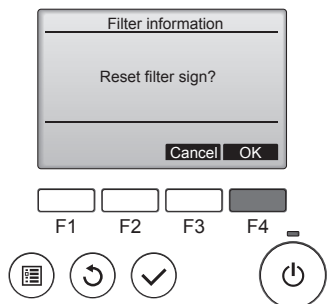 Filter information
Reset filter sign?
Cancel OK
F1 F2 F3 F4